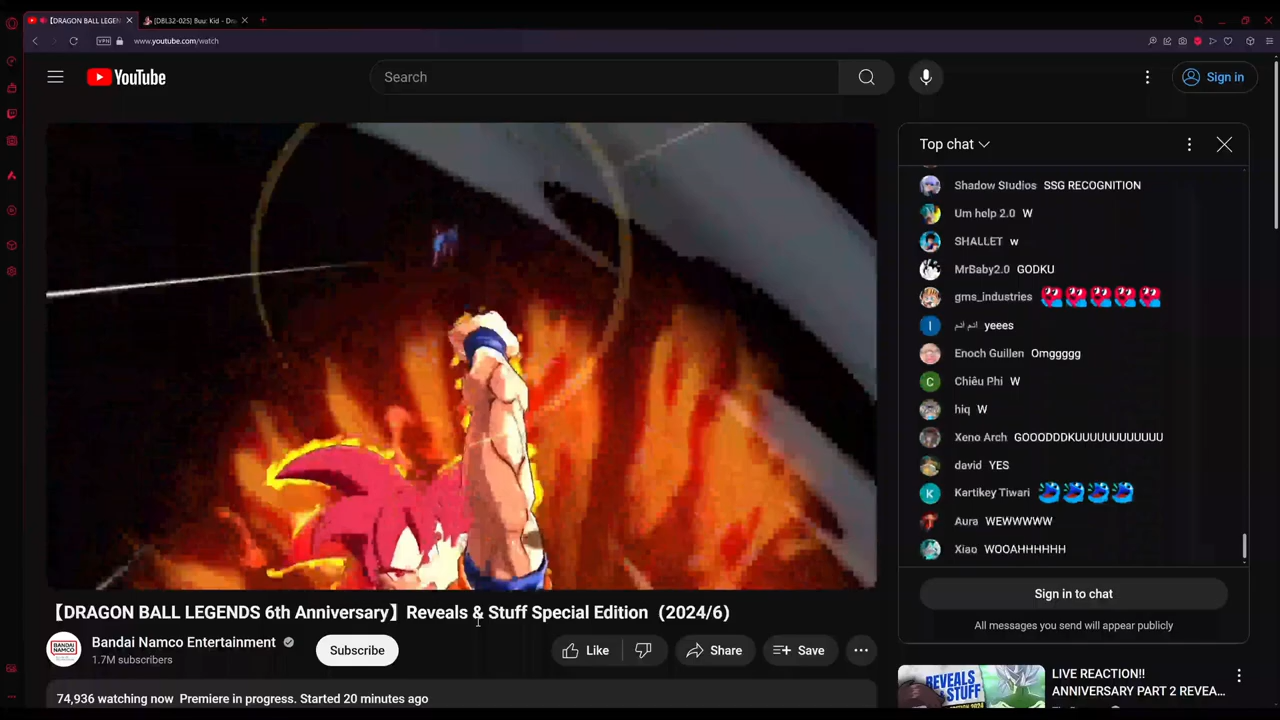 【DRAGON BALL LEGEN
[DBL32-025] Buu: Kid - Dra
VPN
www.youtube.com/watch
YouTube
Search
Sign in
Top chat
Shadow Studios SSG RECOGNITION
Um help 2.0 W
SHALLET w
MrBaby2.0 GODKU
gms_industries
yeees
Enoch Guillen Omggggg
Chiêu Phi W
hiq W
Xeno Arch GOOODDDKUUUUUUUUUUUU
david YES
Kartikey Tiwari
Aura WEWWWWW
Xiao WOOAHHHHHH
Sign in to chat
All messages you send will appear publicly
【DRAGON BALL LEGENDS 6th Anniversary】Reveals & Stuff Special Edition（2024/6）
BANDAI
NAMCO
Bandai Namco Entertainment
1.7M subscribers
Subscribe
Like
Share
Save
74,936 watching now Premiere in progress. Started 20 minutes ago
REVEALS
& STUFF
LIVE REACTION!!
ANNIVERSARY PART 2 REVEA...